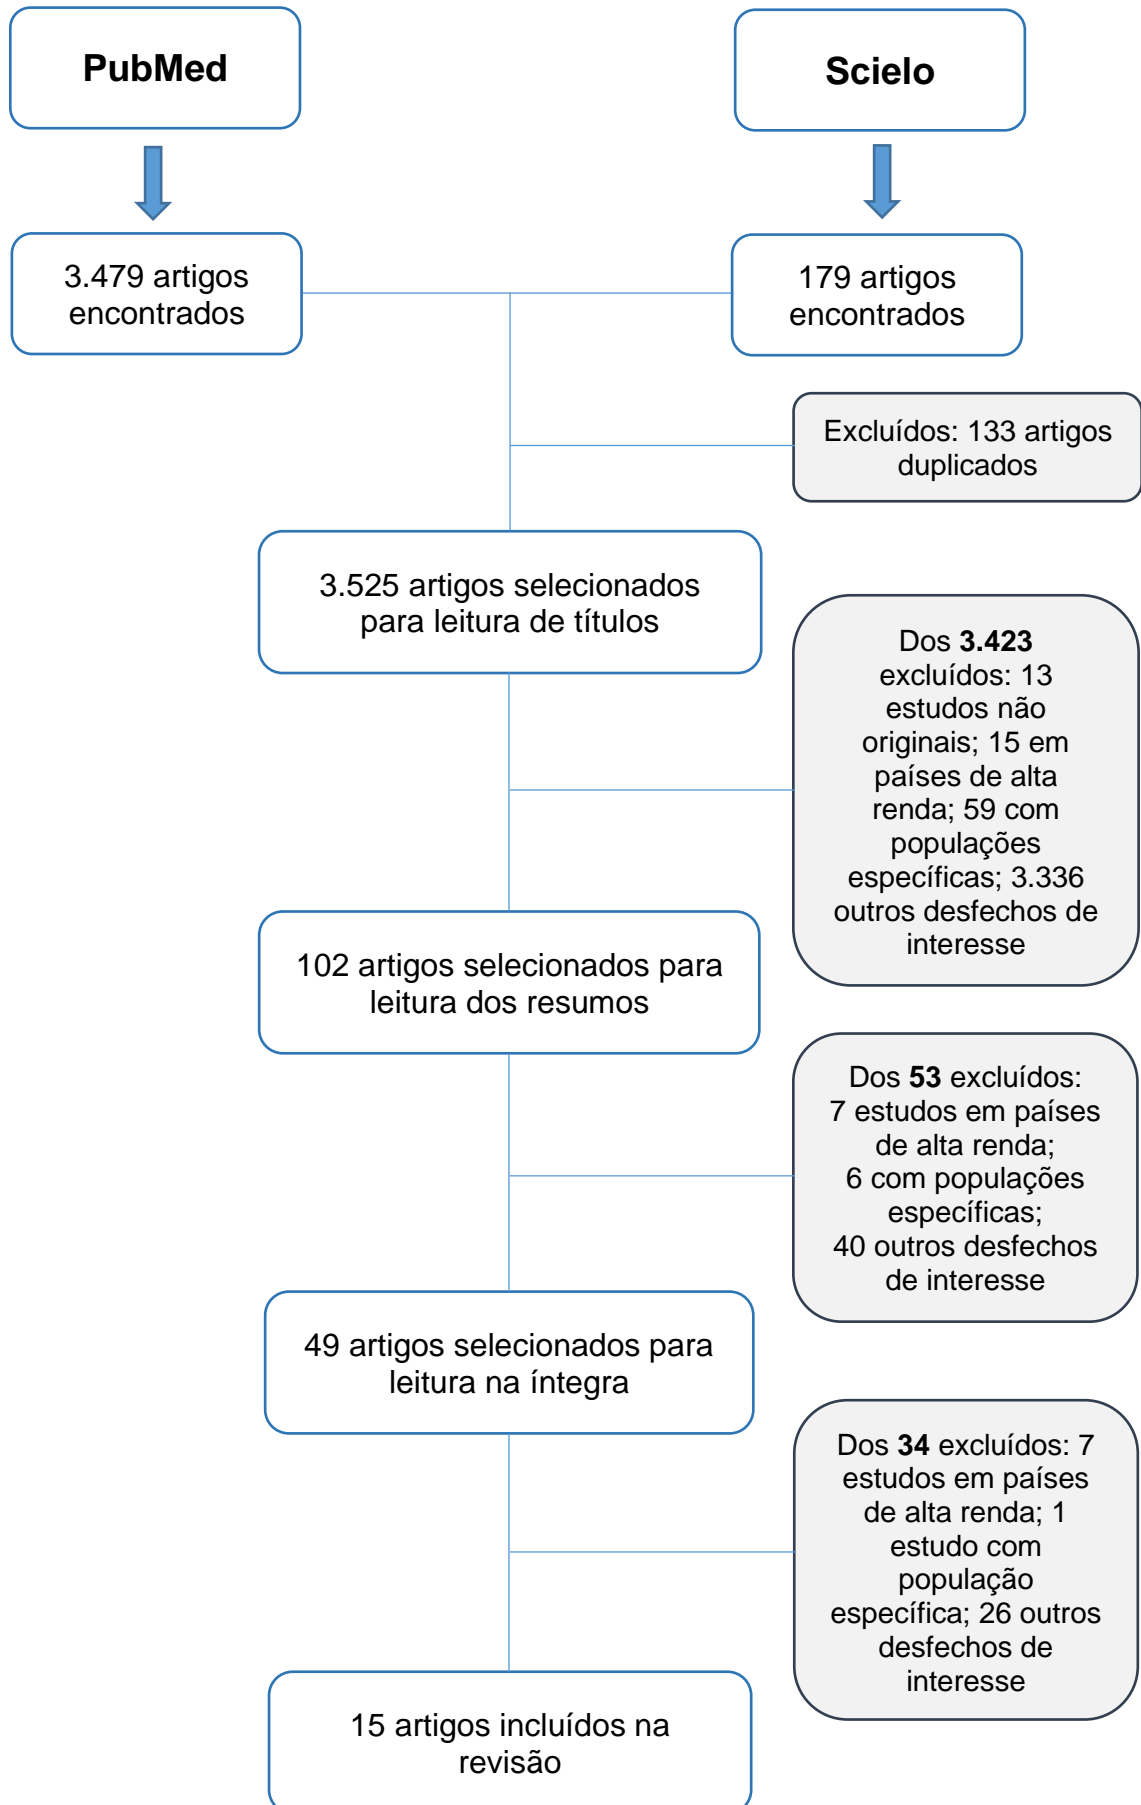 PubMed
Scielo
3.479 artigos
encontrados
179 artigos
encontrados
Excluídos: 133 artigos
duplicados
3.525 artigos selecionados
para leitura de títulos
Dos 3.423
excluídos: 13
estudos não
originais; 15 em
países de alta
renda; 59 com
populações
específicas; 3.336
outros desfechos de
interesse
102 artigos selecionados para
leitura dos resumos
Dos 53 excluídos:
7 estudos em países
de alta renda;
6 com populações
específicas;
40 outros desfechos
de interesse
49 artigos selecionados para
leitura na íntegra
Dos 34 excluídos: 7
estudos em países
de alta renda; 1
estudo com
população
específica; 26 outros
desfechos de
interesse
15 artigos incluídos na
revisão